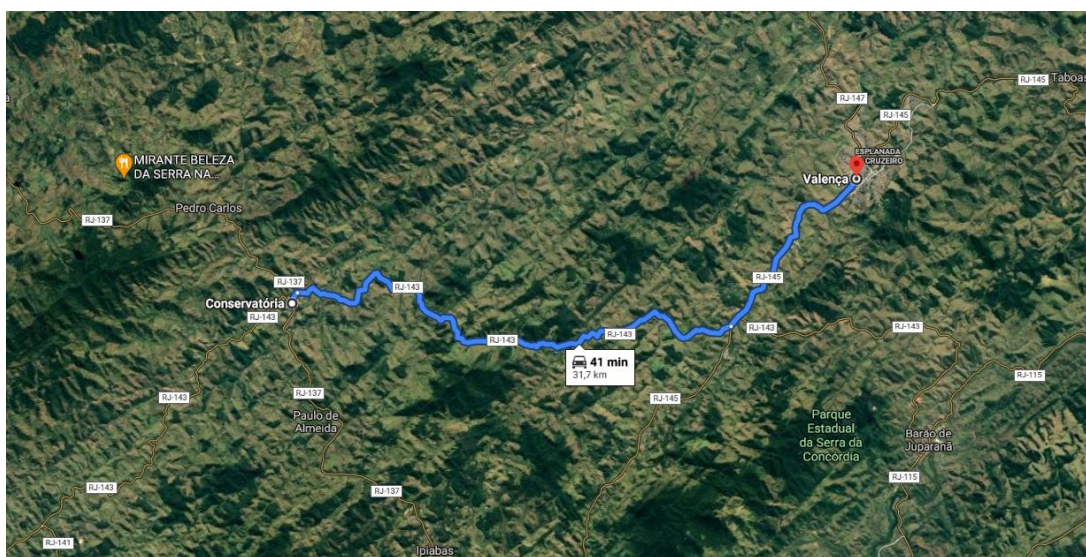 RJ-145
Taboas
RJ-147
RJ-145
ESPLANADA
CRUZEIRO
MIRANTE BELEZA
DA SERRA NA...
Valença
Pedro Carlos
RJ-137
RJ-137
RJ-143
RJ-145
Conservatória
RJ-143
RJ-143
RJ-143
RJ-143
RJ-143
41 min
31,7 km
RJ-115
RJ-137
RJ-145
RJ-143
Paulo de
Almeida
Parque
Estadual
da Serra da
Concórdia
Barão de
Juparanã
RJ-115
RJ-143
RJ-137
RJ-141
Ipiabas